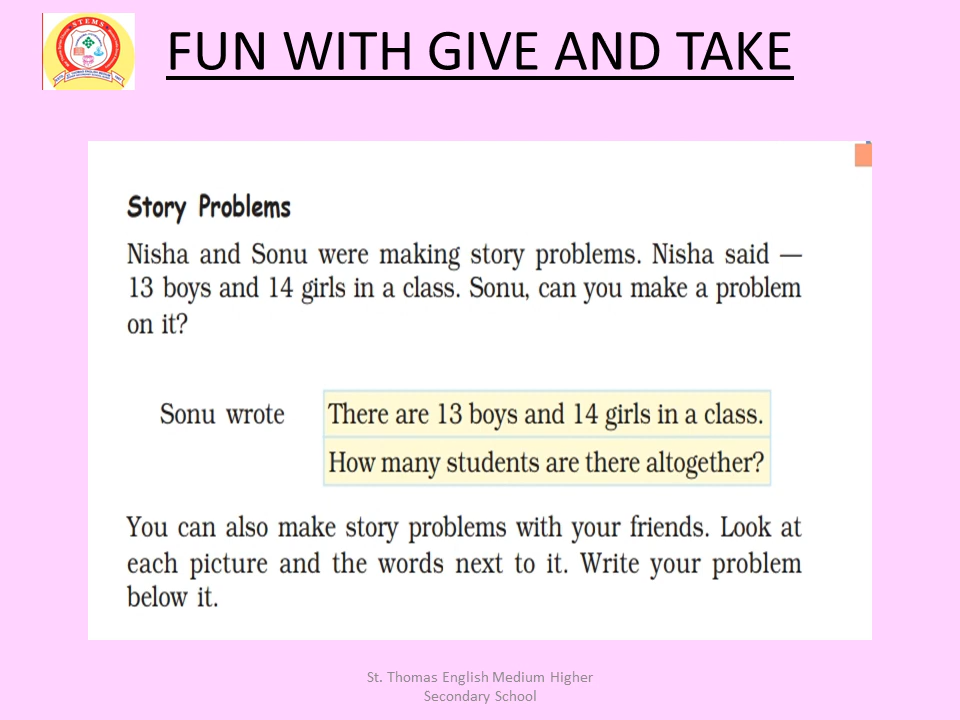 STEMS
FUN WITH GIVE AND TAKE
Story Problems
Nisha and Sonu were making story problems. Nisha said —
13 boys and 14 girls in a class. Sonu, can you make a problem
on it?
Sonu wrote
There are 13 boys and 14 girls in a class.
How many students are there altogether?
You can also make story problems with your friends. Look at
each picture and the words next to it. Write your problem
below it.
St. Thomas English Medium Higher
Secondary School